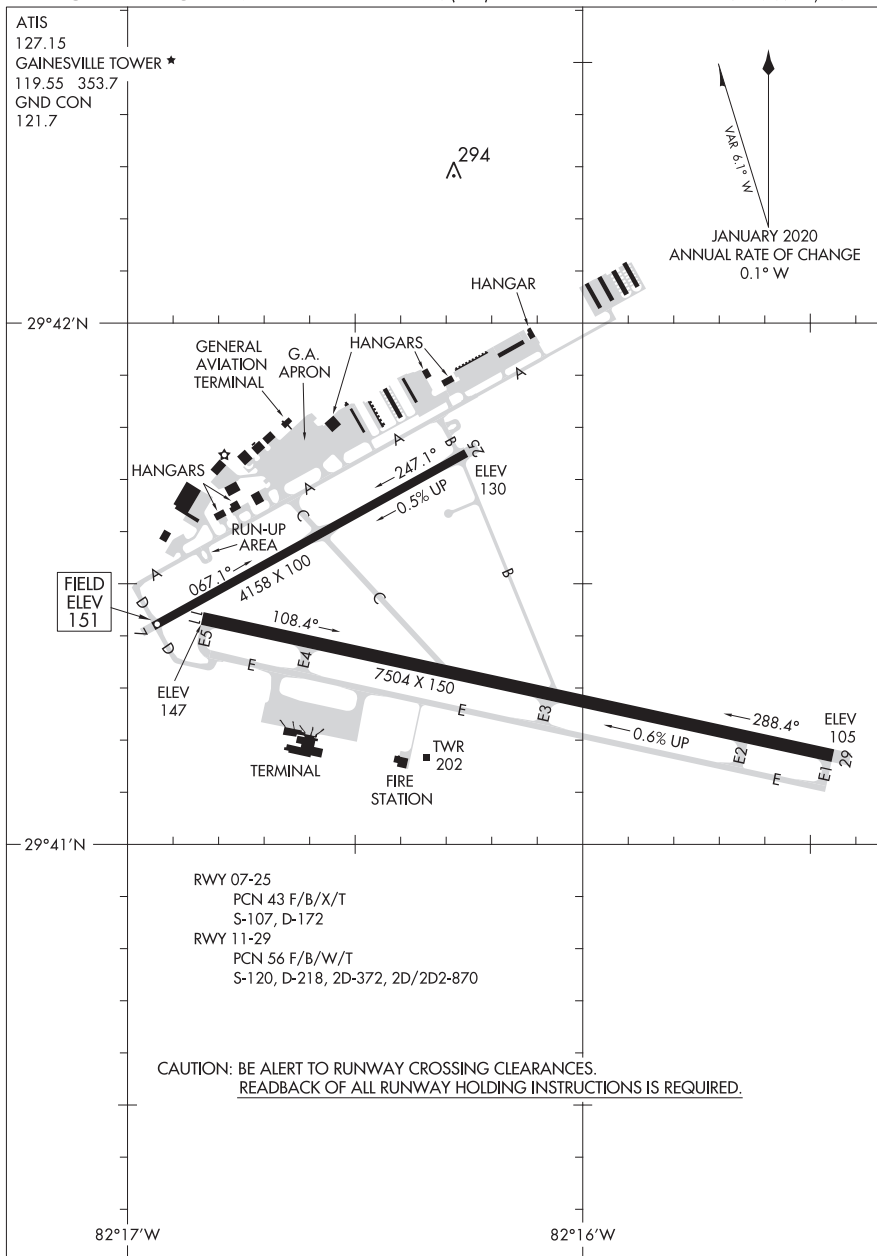 ATIS
127.15
GAINESVILLE TOWER
119.55 353.7
GND CON
121.7
294
VAR 6.1° W
JANUARY 2020
ANNUAL RATE OF CHANGE
0.1° W
HANGAR
29°42'N
GENERAL
AVIATION
TERMINAL
G.A.
APRON
HANGARS
A
A
B
25
247.1°
0.5% UP
ELEV
130
HANGARS
A
C
RUN-UP
AREA
A
067.1°
4158 X 100
B
FIELD
ELEV
151
D
7
D
C
11
E5
108.4°
E
E4
7504 X 150
ELEV
147
E
E3
288.4°
0.6% UP
ELEV
105
29
E2
E1
E
TERMINAL
FIRE
STATION
TWR
202
29°41'N
RWY 07-25
PCN 43 F/B/X/T
S-107, D-172
RWY 11-29
PCN 56 F/B/W/T
S-120, D-218, 2D-372, 2D/2D2-870
CAUTION: BE ALERT TO RUNWAY CROSSING CLEARANCES.
READBACK OF ALL RUNWAY HOLDING INSTRUCTIONS IS REQUIRED.
82°17'W
82°16'W